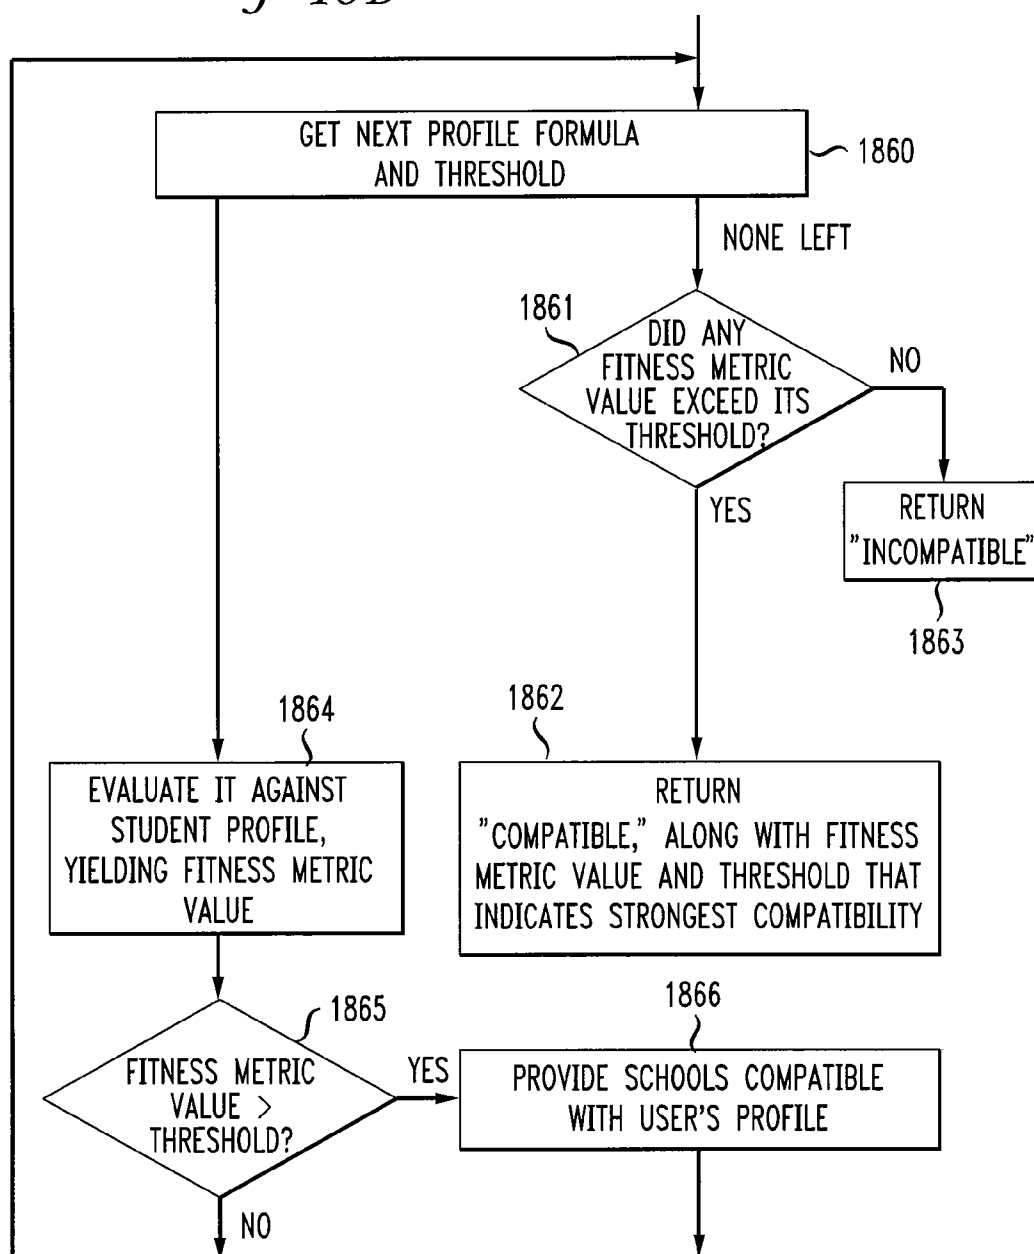 GET NEXT PROFILE FORMULA
AND THRESHOLD
1860
NONE LEFT
1861
DID ANY
FITNESS METRIC
VALUE EXCEED ITS
THRESHOLD?
NO
YES
RETURN
"INCOMPATIBLE"
1863
1864
EVALUATE IT AGAINST
STUDENT PROFILE,
YIELDING FITNESS METRIC
VALUE
1862
RETURN
"COMPATIBLE," ALONG WITH FITNESS
METRIC VALUE AND THRESHOLD THAT
INDICATES STRONGEST COMPATIBILITY
1865
FITNESS METRIC
VALUE >
THRESHOLD?
YES
NO
1866
PROVIDE SCHOOLS COMPATIBLE
WITH USER'S PROFILE